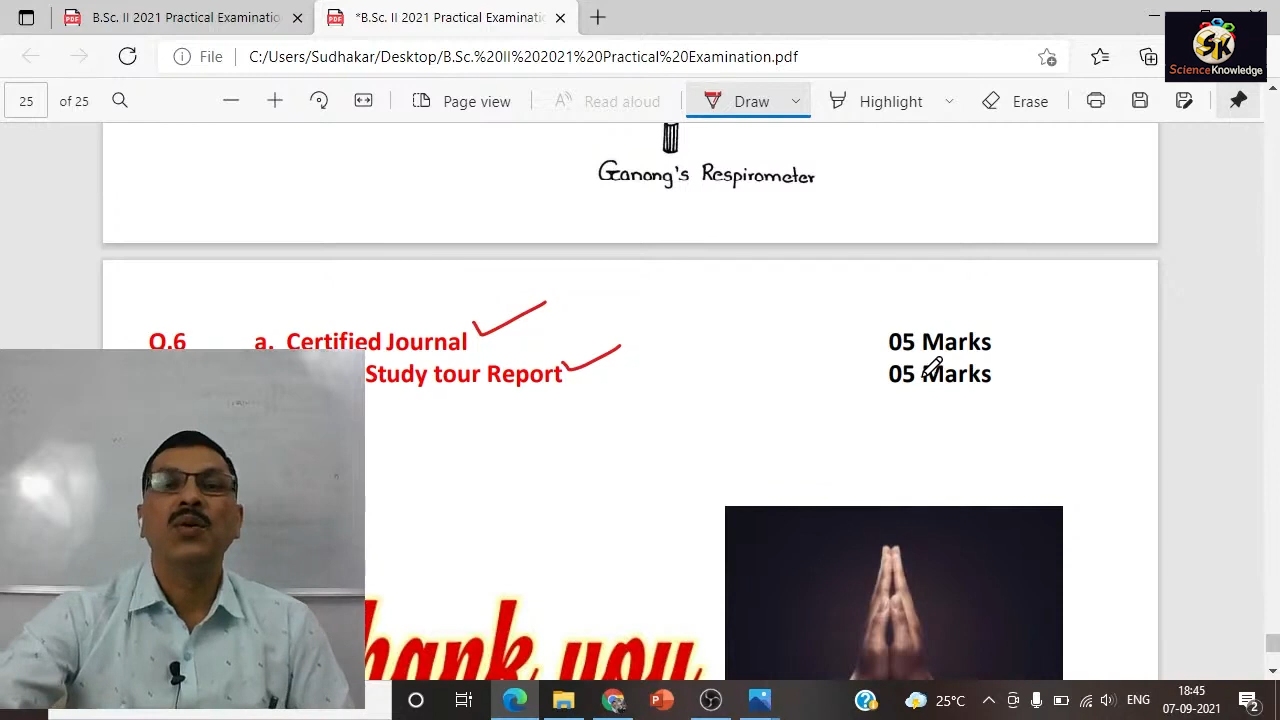 B.Sc. II 2021 Practical Examinatio
*B.Sc. II 2021 Practical Examinati
SK
Science Knowledge
File C:/Users/Sudhakar/Desktop/B.Sc.%20II%202021%20Practical%20Examination.pdf
25 of 25 Page view Read aloud Draw Highlight Erase
Ganong's Respirometer
Q.6 a. Certified Journal 05 Marks
Study tour Report 05 Marks
hank you
25°C ENG 18:45
07-09-2021 2